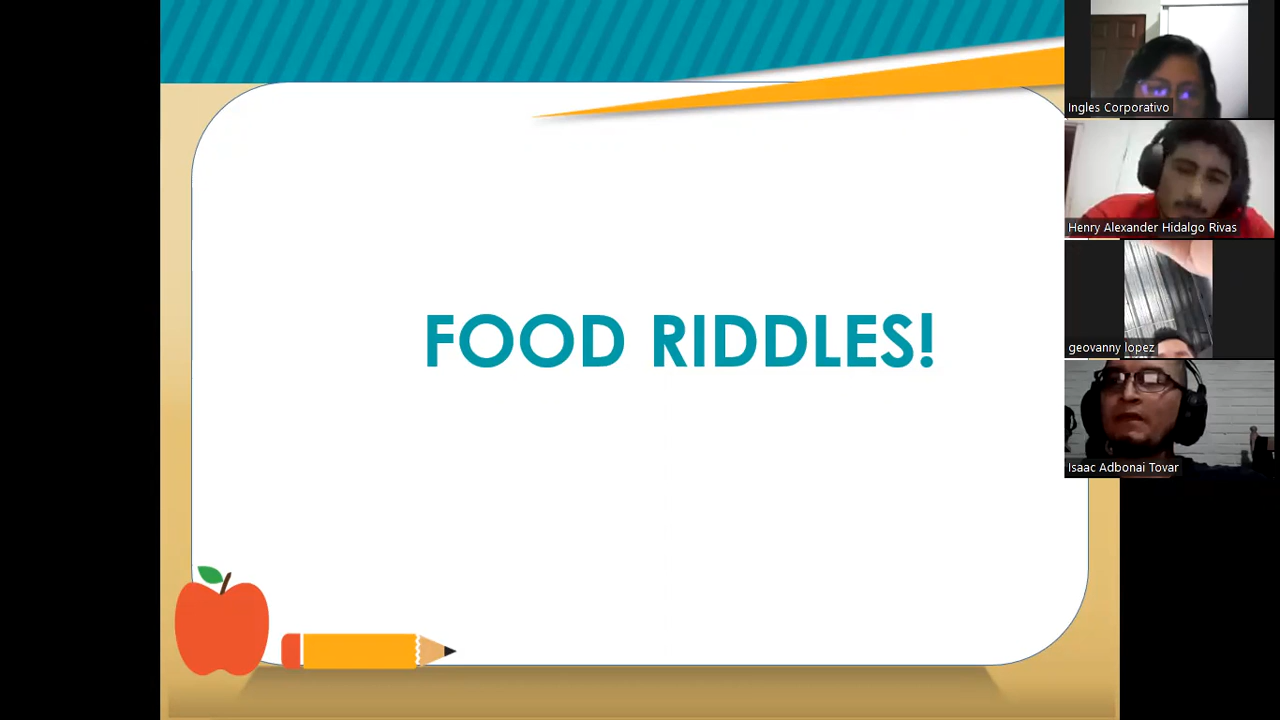 FOOD RIDDLES!
Ingles Corporativo
Henry Alexander Hidalgo Rivas
geovanny lopez
Isaac Adbonai Tovar